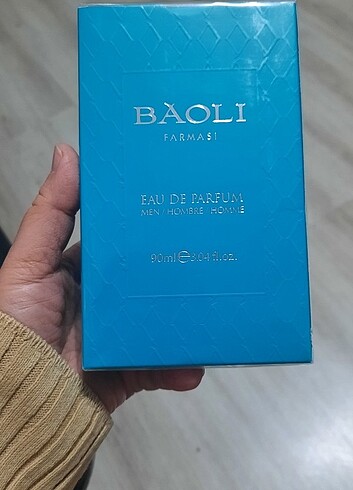 BAOLI
FARMASI
EAU DE PARFUM
MEN / HOMBRE / HOMME
90ml ℮ 3.04 fl.oz.